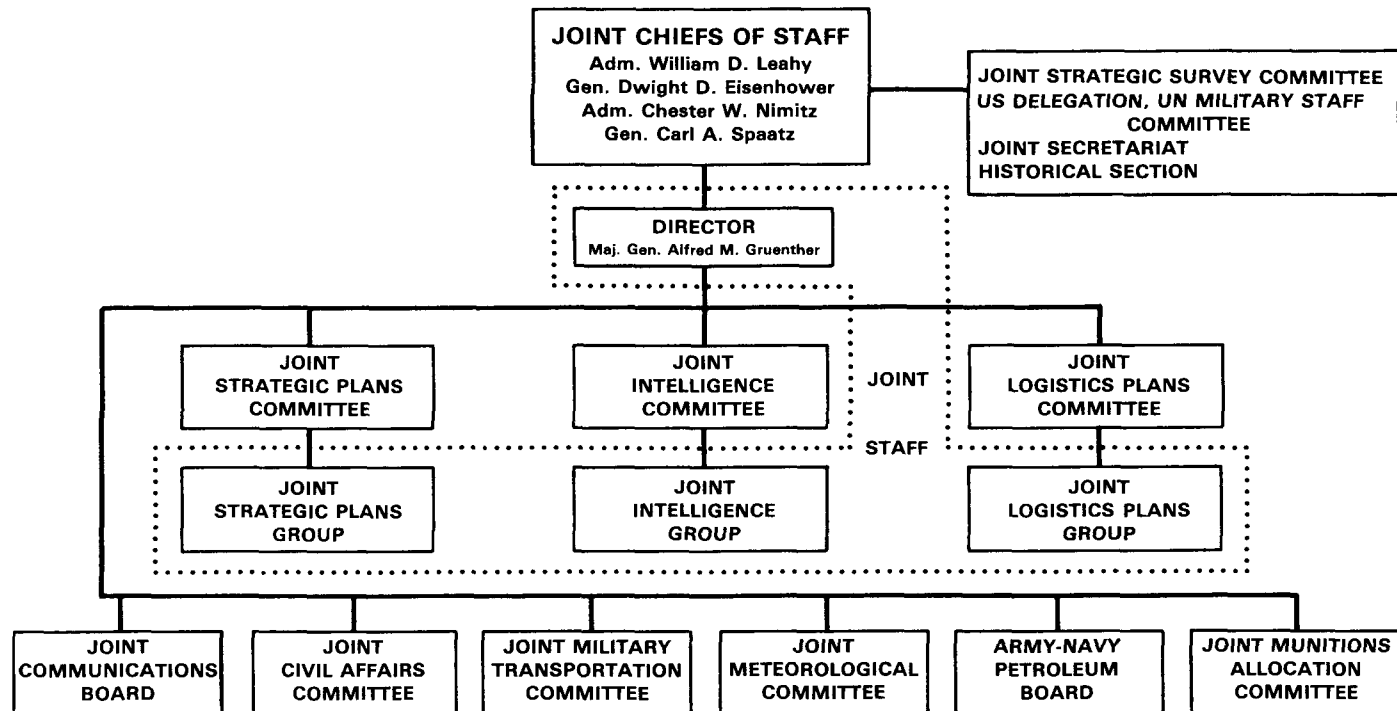 JOINT CHIEFS OF STAFF
Adm. William D. Leahy
Gen. Dwight D. Eisenhower
Adm. Chester W. Nimitz
Gen. Carl A. Spaatz
JOINT STRATEGIC SURVEY COMMITTEE
US DELEGATION, UN MILITARY STAFF
COMMITTEE
JOINT SECRETARIAT
HISTORICAL SECTION
DIRECTOR
Maj. Gen. Alfred M. Gruenther
JOINT
STRATEGIC PLANS
COMMITTEE
JOINT
INTELLIGENCE
COMMITTEE
JOINT
STAFF
JOINT
LOGISTICS PLANS
COMMITTEE
JOINT
STRATEGIC PLANS
GROUP
JOINT
INTELLIGENCE
GROUP
JOINT
LOGISTICS PLANS
GROUP
JOINT
COMMUNICATIONS
BOARD
JOINT
CIVIL AFFAIRS
COMMITTEE
JOINT MILITARY
TRANSPORTATION
COMMITTEE
JOINT
METEOROLOGICAL
COMMITTEE
ARMY-NAVY
PETROLEUM
BOARD
JOINT MUNITIONS
ALLOCATION
COMMITTEE